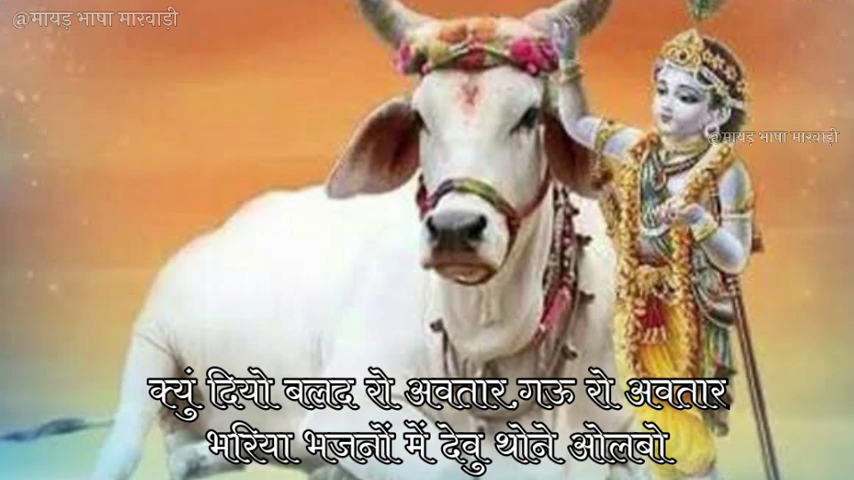 @मायड़ भाषा मारवाड़ी
@मायड़ भाषा मारवाड़ी
क्युं दियो बलद रो अवतार,गऊ रो अवतार
भरिया भजनों में देवु थोने ओलबो